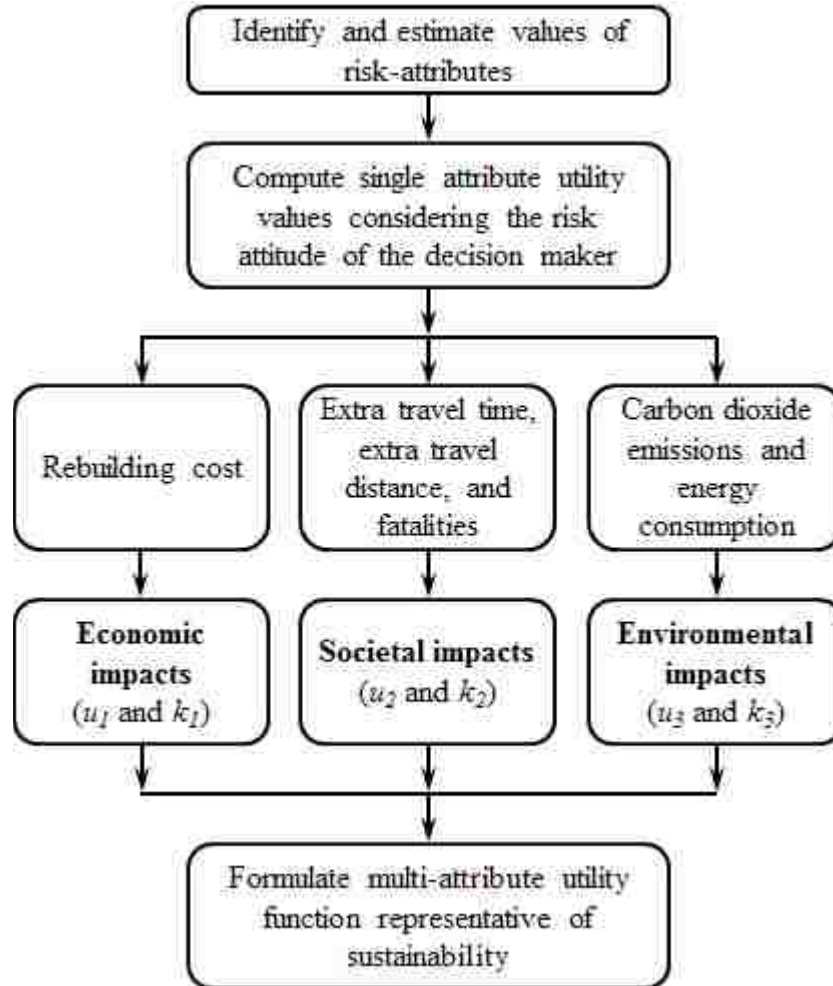 Identify and estimate values of
risk-attributes
Compute single attribute utility
values considering the risk
attitude of the decision maker
Rebuilding cost
Extra travel time,
extra travel
distance, and
fatalities
Carbon dioxide
emissions and
energy
consumption
Economic
impacts
(u₁ and k₁)
Societal impacts
(u₂ and k₂)
Environmental
impacts
(u₃ and k₃)
Formulate multi-attribute utility
function representative of
sustainability